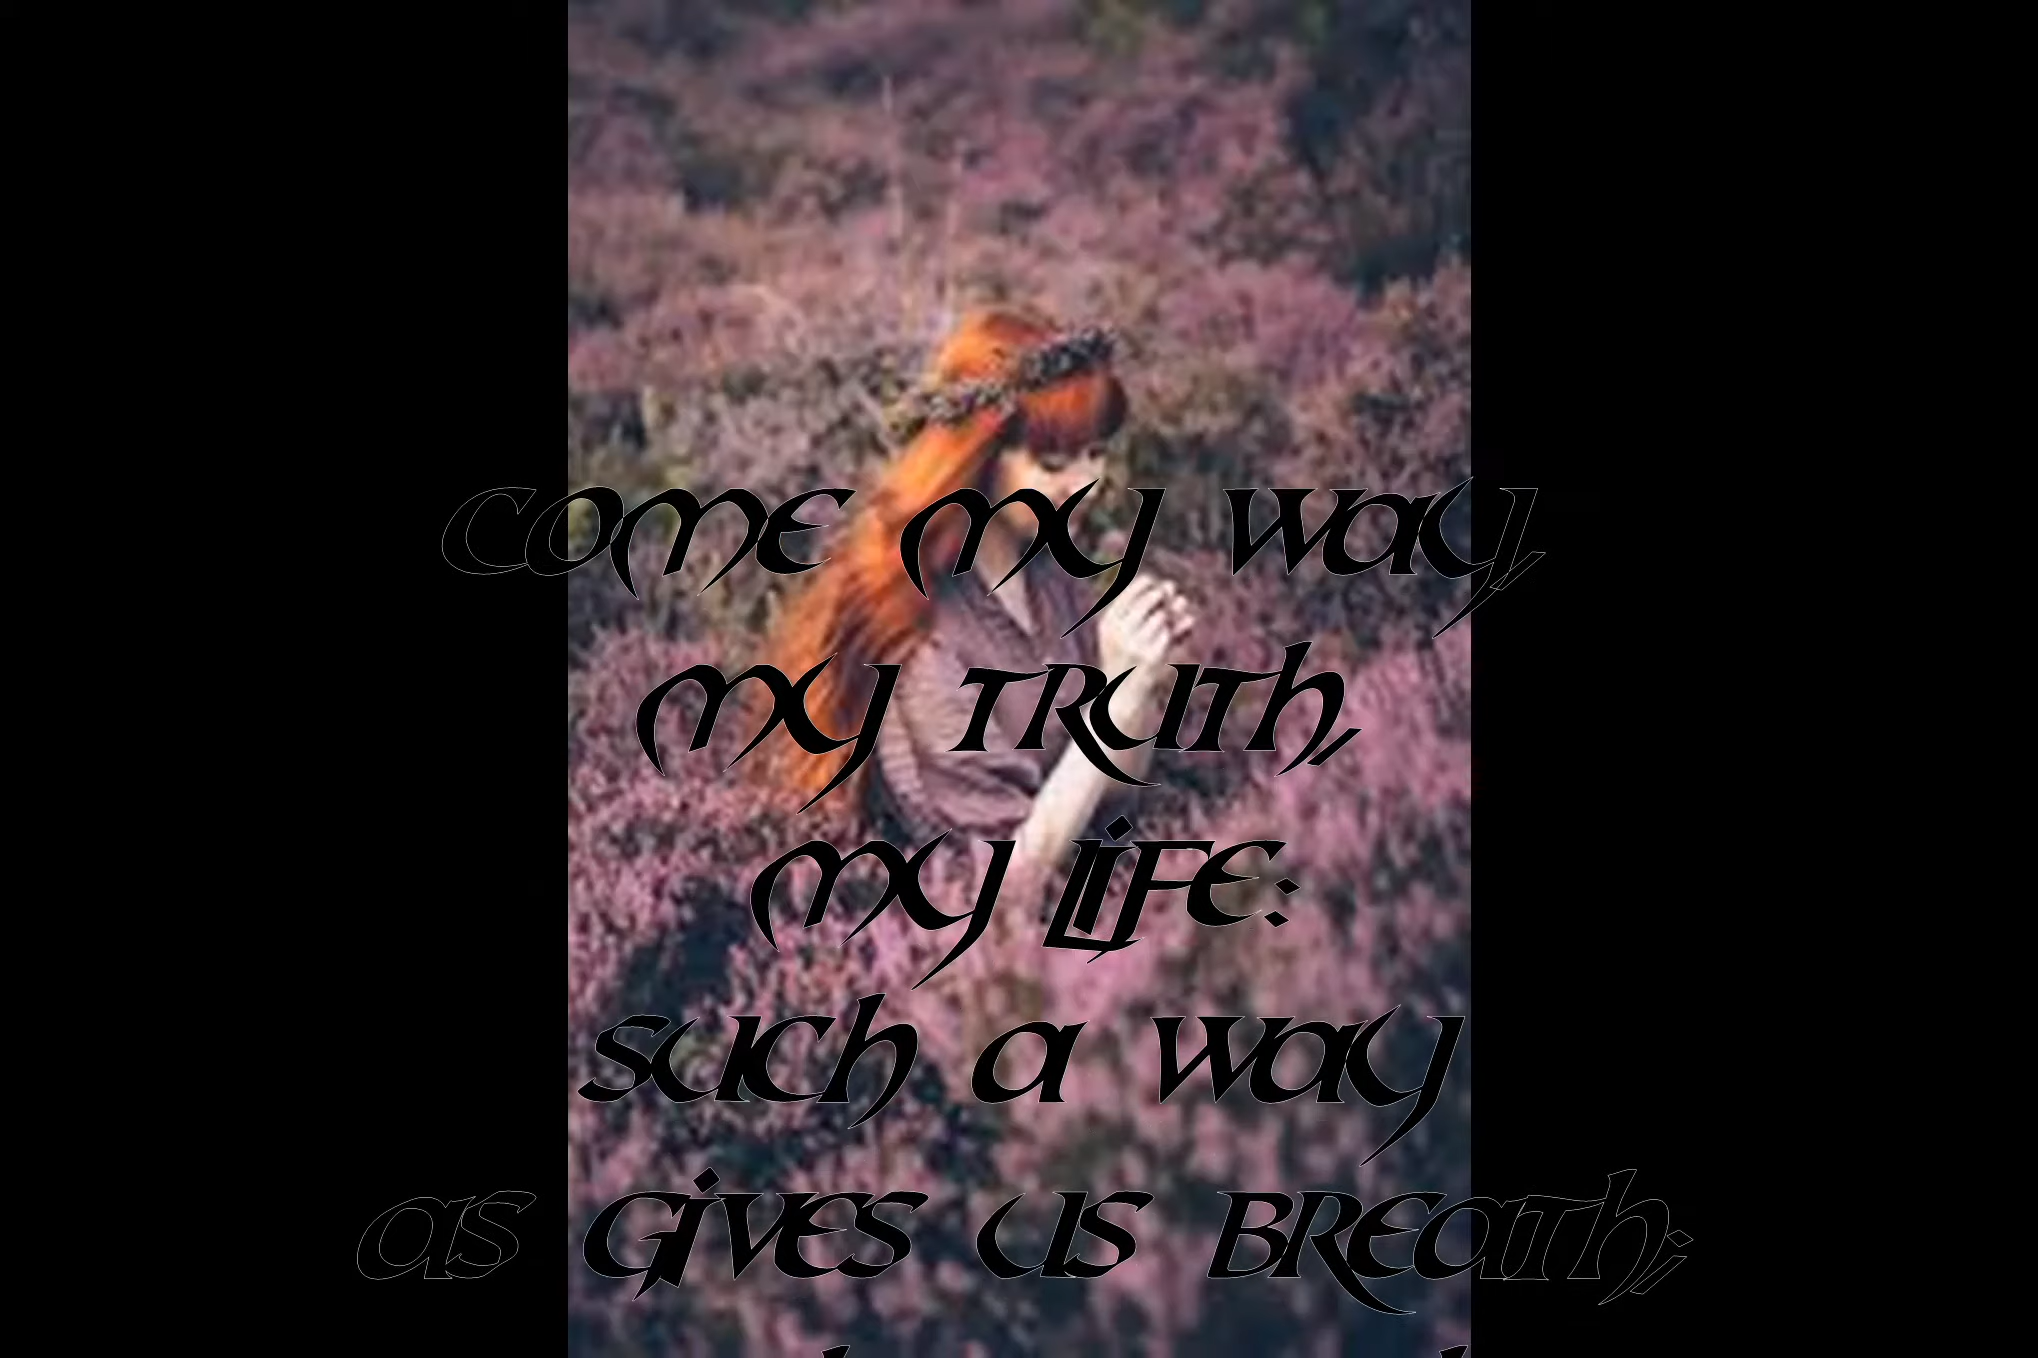 Come my way,
my truth,
my life:
such a way
as gives us breath;